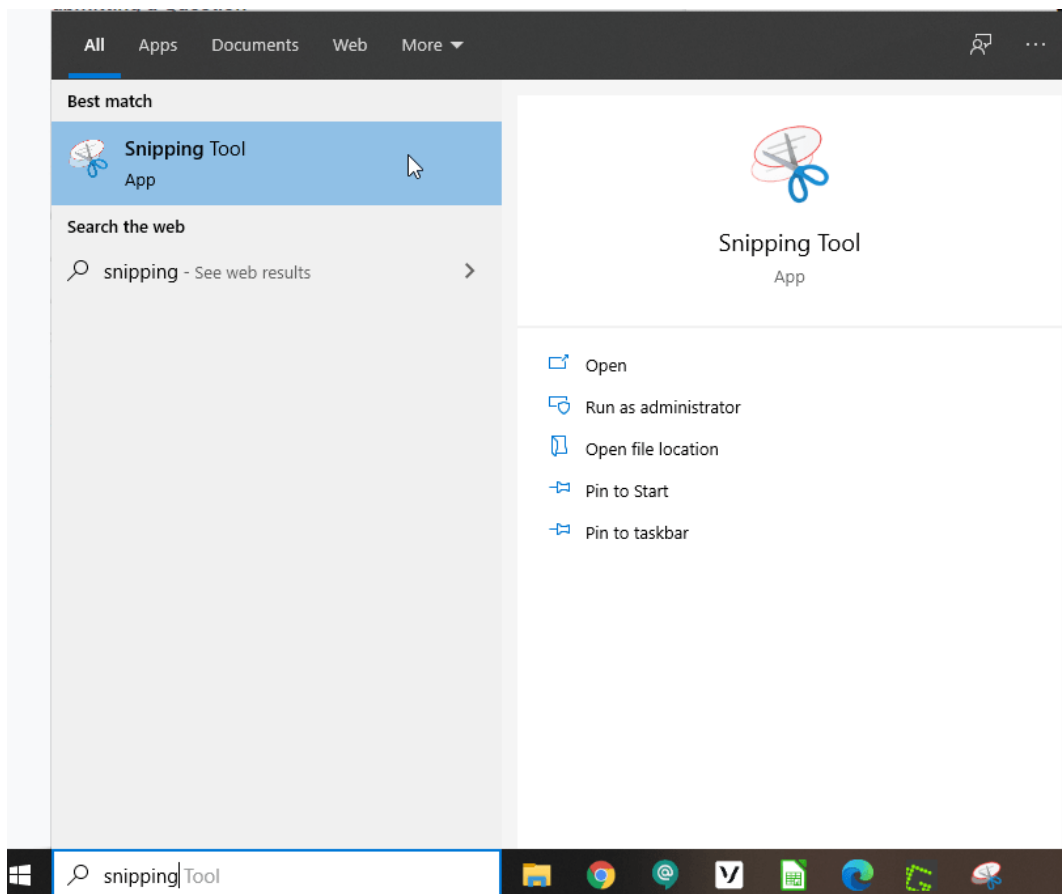 All Apps Documents Web More
Best match
Snipping Tool
App
Search the web
snipping - See web results
Snipping Tool
App
Open
Run as administrator
Open file location
Pin to Start
Pin to taskbar
snipping Tool